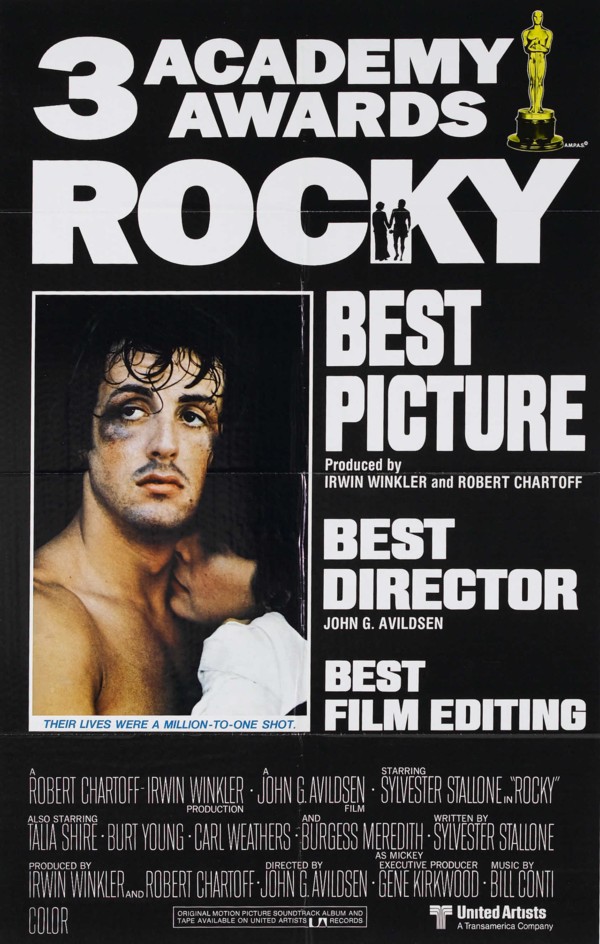 3 ACADEMY
AWARDS
A.M.P.A.S.©
ROCKY
BEST
PICTURE
Produced by
IRWIN WINKLER and ROBERT CHARTOFF
BEST
DIRECTOR
JOHN G. AVILDSEN
BEST
FILM EDITING
THEIR LIVES WERE A MILLION-TO-ONE SHOT.
A ROBERT CHARTOFF - IRWIN WINKLER PRODUCTION · A JOHN G. AVILDSEN FILM · STARRING SYLVESTER STALLONE IN "ROCKY"
ALSO STARRING TALIA SHIRE · BURT YOUNG · CARL WEATHERS · AND BURGESS MEREDITH AS MICKEY · WRITTEN BY SYLVESTER STALLONE
PRODUCED BY IRWIN WINKLER AND ROBERT CHARTOFF · DIRECTED BY JOHN G. AVILDSEN · EXECUTIVE PRODUCER GENE KIRKWOOD · MUSIC BY BILL CONTI
COLOR
ORIGINAL MOTION PICTURE SOUNDTRACK ALBUM AND
TAPE AVAILABLE ON UNITED ARTISTS UA RECORDS
United Artists
A Transamerica Company